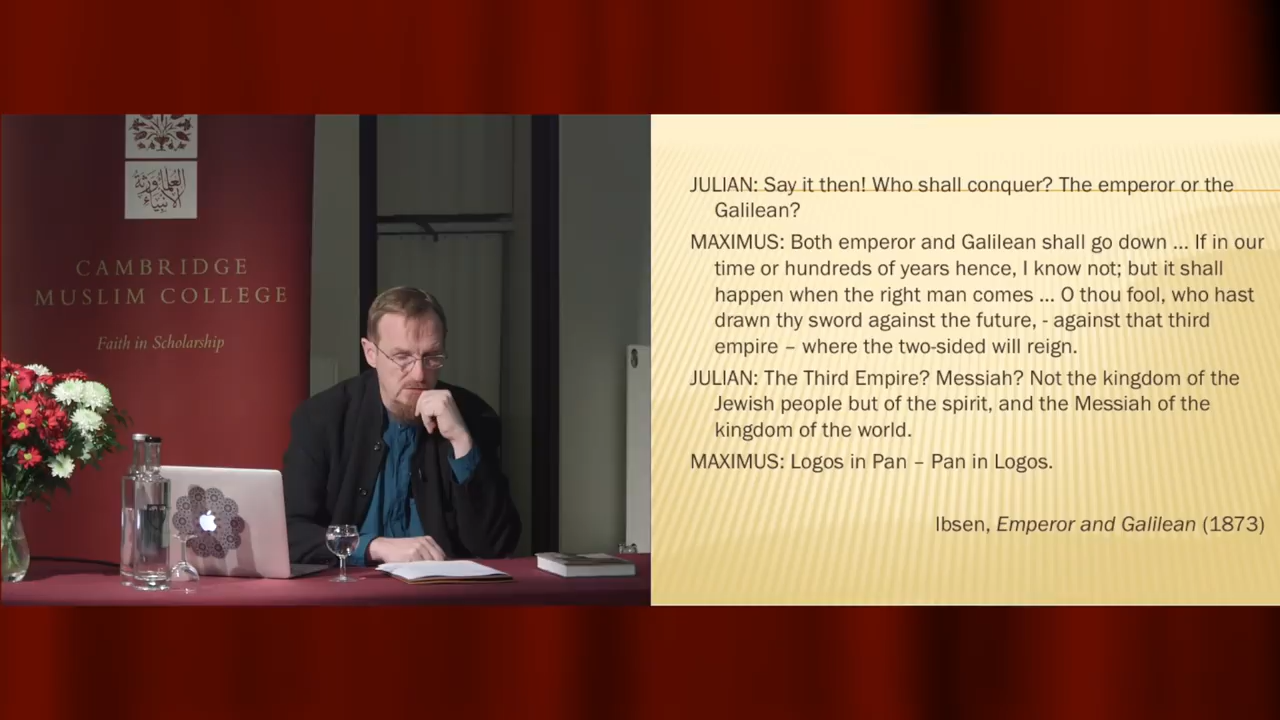 العلماء ورثة
الأنبياء
CAMBRIDGE
MUSLIM COLLEGE
Faith in Scholarship
JULIAN: Say it then! Who shall conquer? The emperor or the
Galilean?
MAXIMUS: Both emperor and Galilean shall go down ... If in our
time or hundreds of years hence, I know not; but it shall
happen when the right man comes ... O thou fool, who hast
drawn thy sword against the future, - against that third
empire – where the two-sided will reign.
JULIAN: The Third Empire? Messiah? Not the kingdom of the
Jewish people but of the spirit, and the Messiah of the
kingdom of the world.
MAXIMUS: Logos in Pan – Pan in Logos.
Ibsen, Emperor and Galilean (1873)